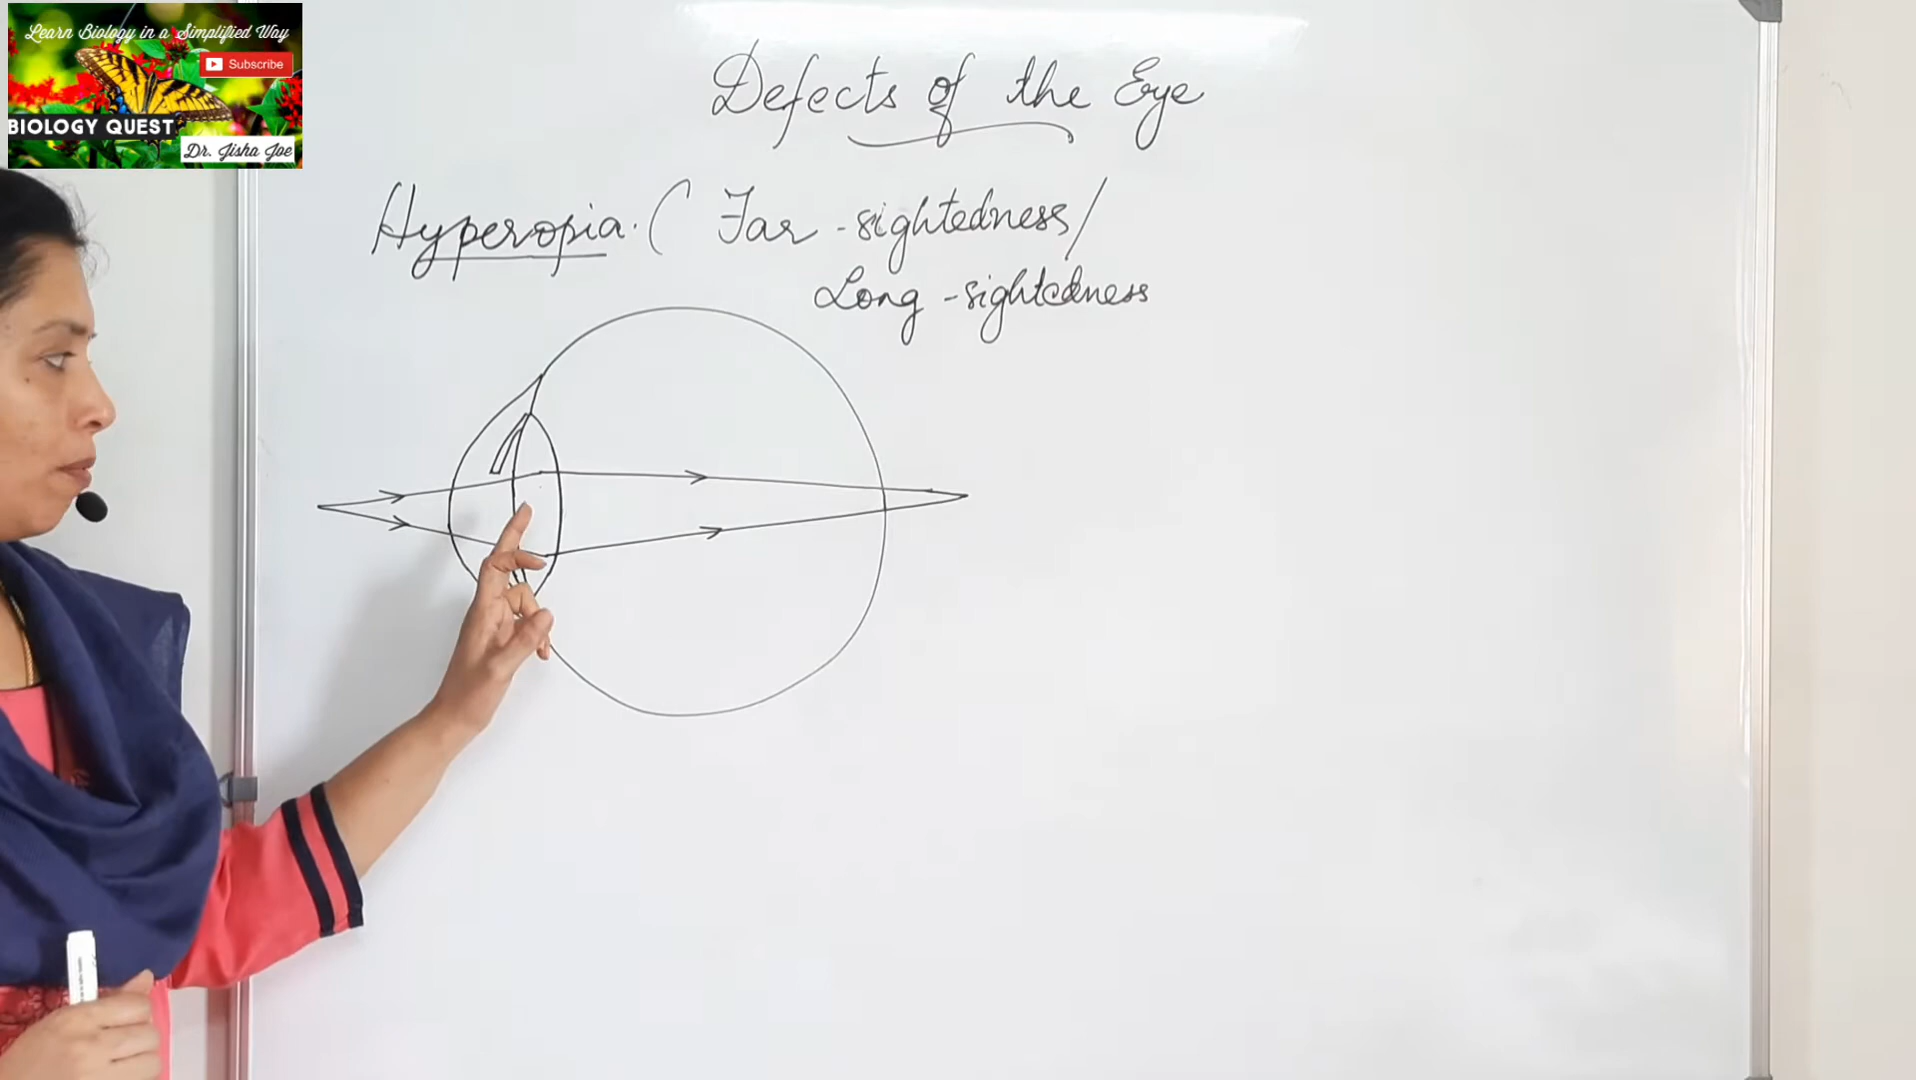 Learn Biology in a Simplified Way
Subscribe
BIOLOGY QUEST
Dr. Jisha Joe
Defects of the Eye
Hyperopia. ( Far-sightedness/
Long-sightedness